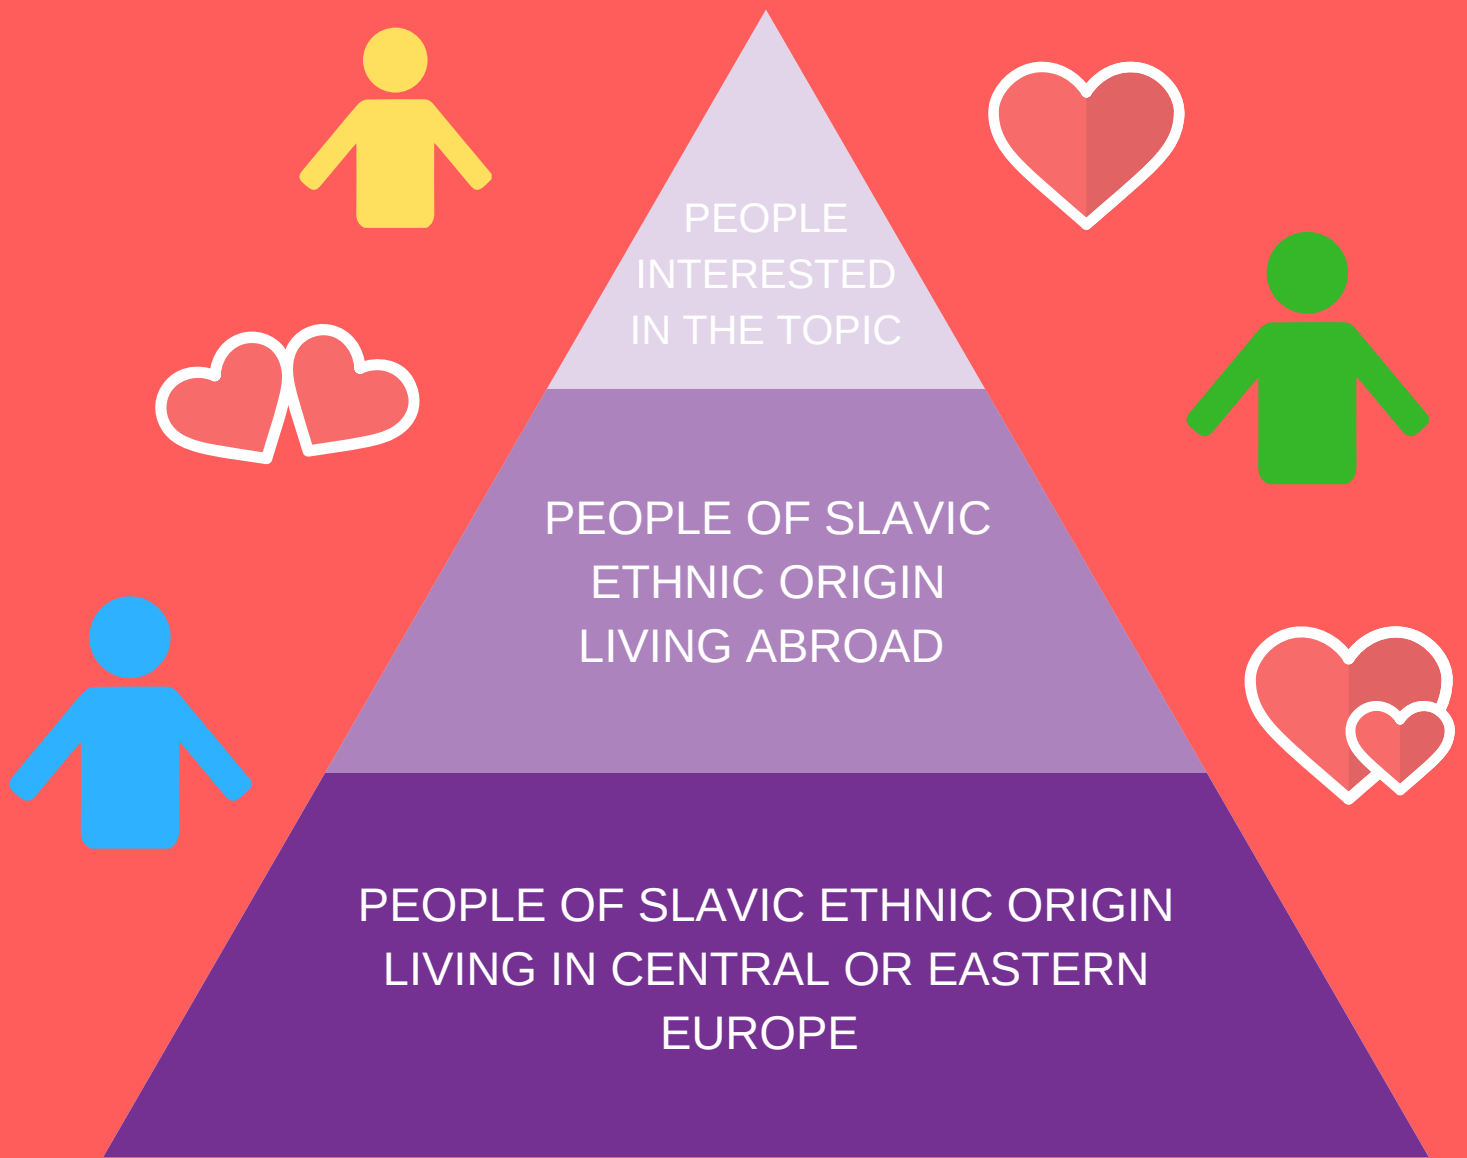 PEOPLE
INTERESTED
IN THE TOPIC
PEOPLE OF SLAVIC
ETHNIC ORIGIN
LIVING ABROAD
PEOPLE OF SLAVIC ETHNIC ORIGIN
LIVING IN CENTRAL OR EASTERN
EUROPE